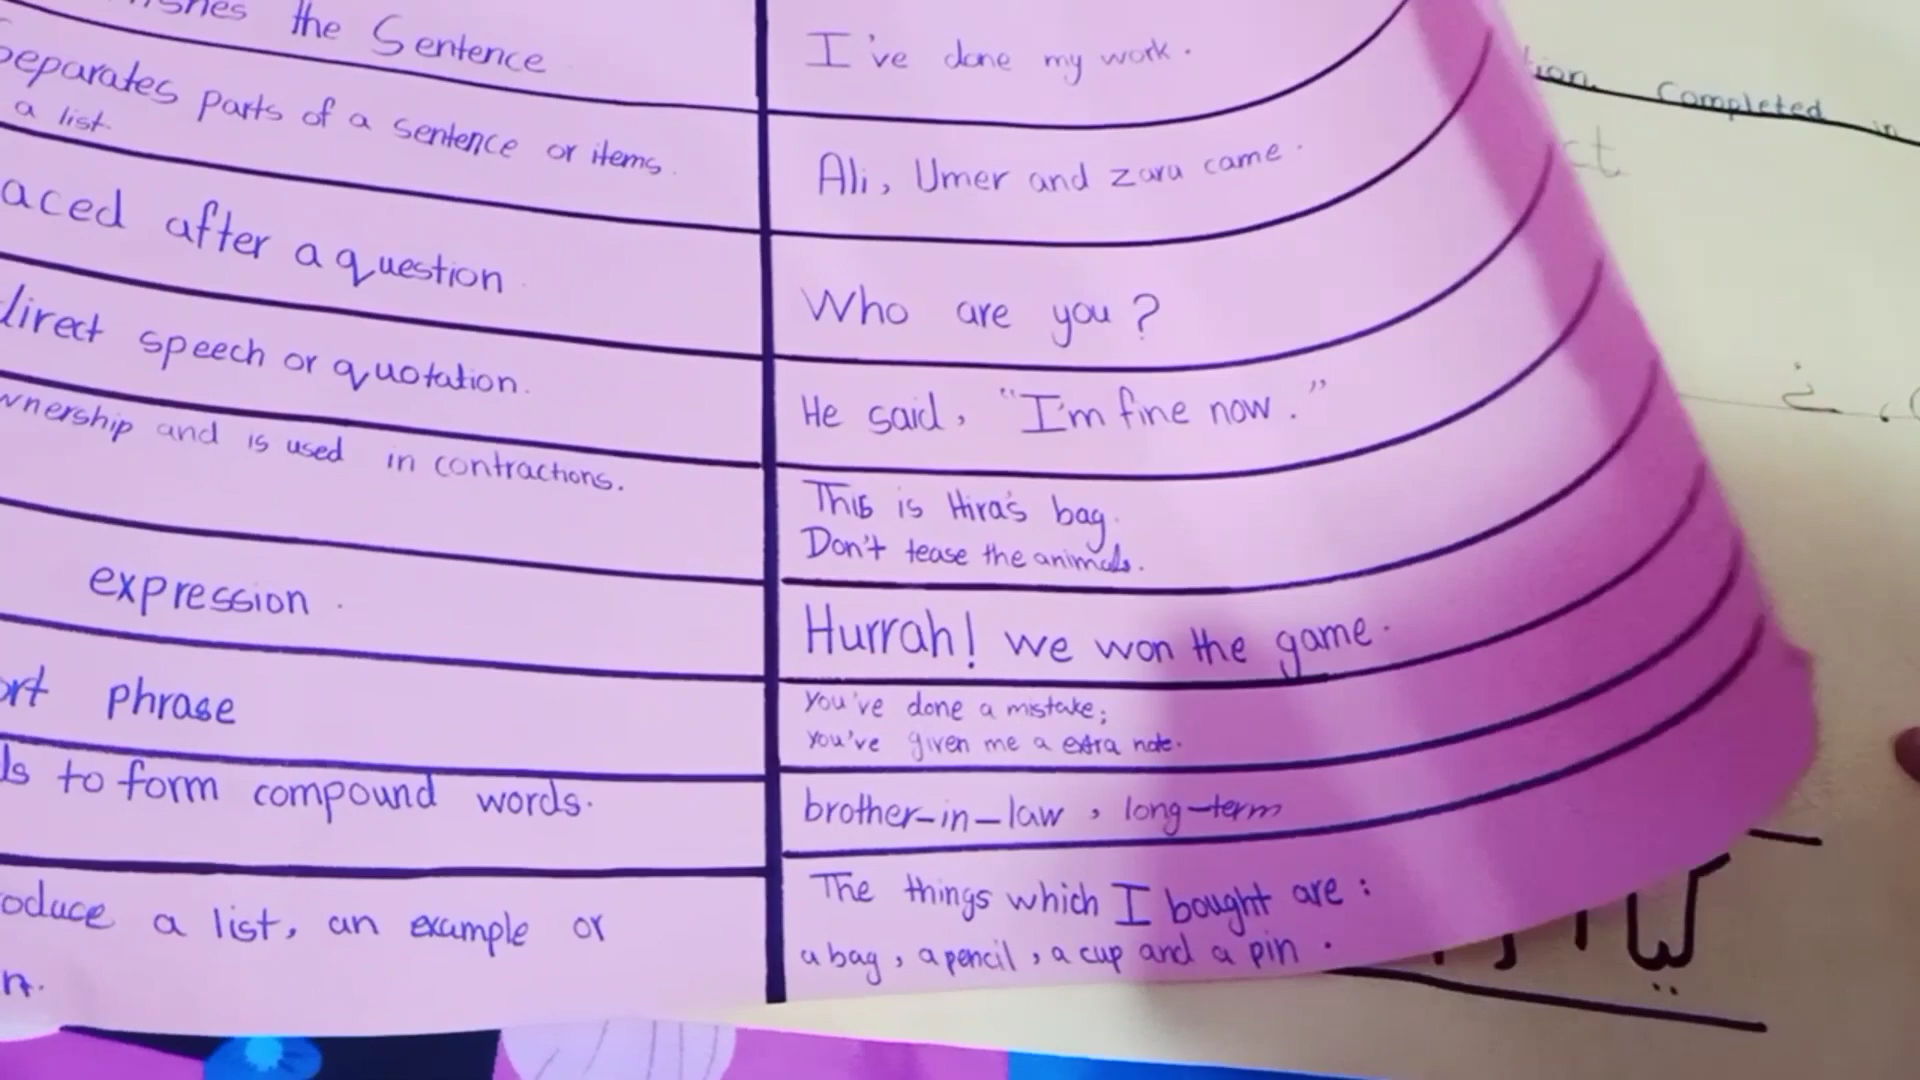 the Sentence
I've done my work.
Separates parts of a sentence or items
a list.
Ali, Umer and zara came.
after a question
Who are you?
direct speech or quotation.
He said, "I'm fine now."
and is used in contractions.
This is Hira's bag.
Don't tease the animals.
expression.
Hurrah! we won the game.
phrase
you've done a mistake;
you've given me a extra note.
to form compound words.
brother-in-law, long-term
a list, an example or
The things which I bought are:
a bag, a pencil, a cup and a pin.
Completed in